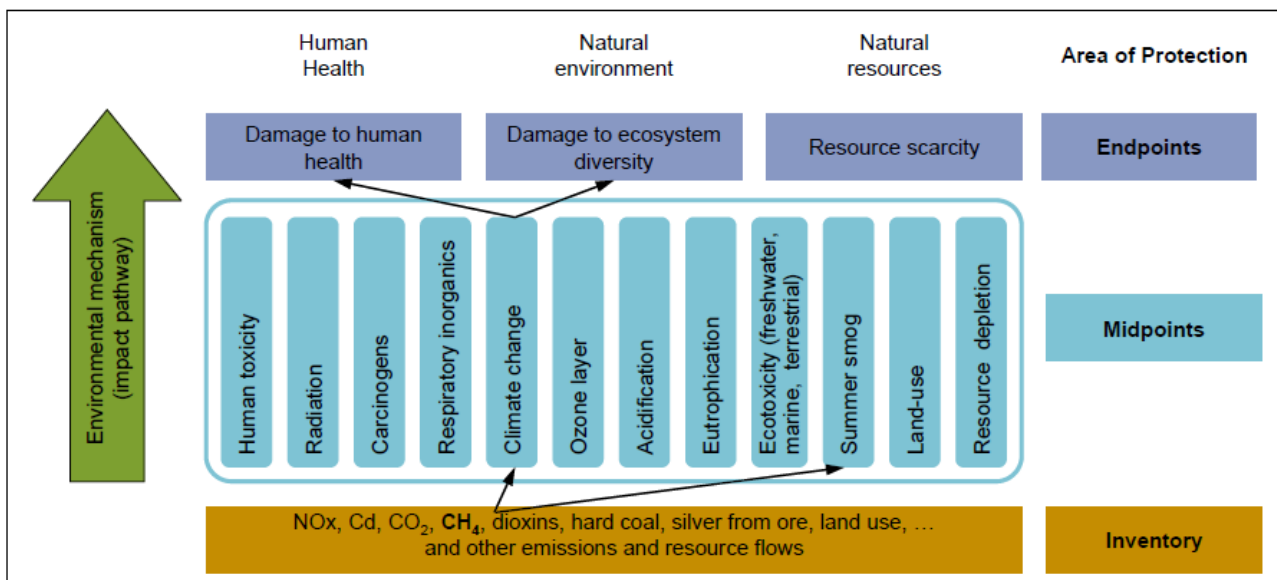 Human
Health
Natural
environment
Natural
resources
Area of Protection
Damage to human
health
Damage to ecosystem
diversity
Resource scarcity
Endpoints
Environmental mechanism
(impact pathway)
Human toxicity
Radiation
Carcinogens
Respiratory inorganics
Climate change
Ozone layer
Acidification
Eutrophication
Ecotoxicity (freshwater,
marine, terrestrial)
Summer smog
Land-use
Resource depletion
Midpoints
NOx, Cd, CO₂, CH₄, dioxins, hard coal, silver from ore, land use, …
and other emissions and resource flows
Inventory